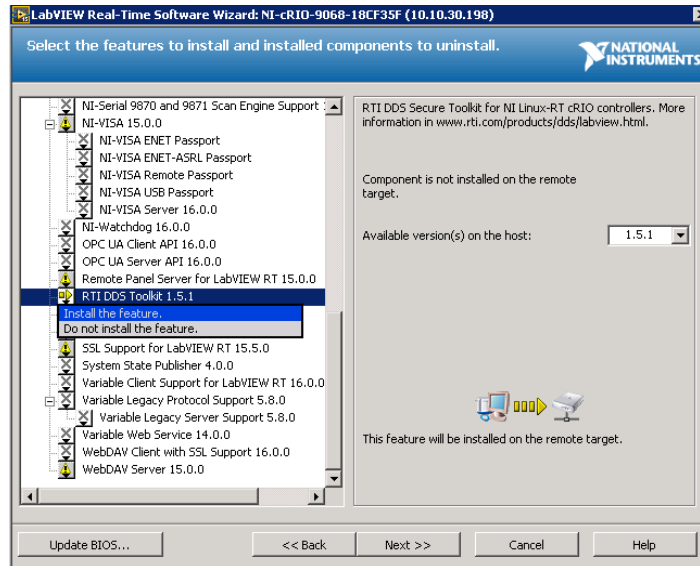 LabVIEW Real-Time Software Wizard: NI-cRIO-9068-18CF35F (10.10.30.198)
Select the features to install and installed components to uninstall.
NATIONAL
INSTRUMENTS
NI-Serial 9870 and 9871 Scan Engine Support
NI-VISA 15.0.0
NI-VISA ENET Passport
NI-VISA ENET-ASRL Passport
NI-VISA Remote Passport
NI-VISA USB Passport
NI-VISA Server 16.0.0
NI-Watchdog 16.0.0
OPC UA Client API 16.0.0
OPC UA Server API 16.0.0
Remote Panel Server for LabVIEW RT 15.0.0
RTI DDS Toolkit 1.5.1
Install the feature.
Do not install the feature.
SSL Support for LabVIEW RT 15.5.0
System State Publisher 4.0.0
Variable Client Support for LabVIEW RT 16.0.0
Variable Legacy Protocol Support 5.8.0
Variable Legacy Server Support 5.8.0
Variable Web Service 14.0.0
WebDAV Client with SSL Support 16.0.0
WebDAV Server 15.0.0
RTI DDS Secure Toolkit for NI Linux-RT cRIO controllers. More
information in www.rti.com/products/dds/labview.html.
Component is not installed on the remote
target.
Available version(s) on the host:
1.5.1
This feature will be installed on the remote target.
Update BIOS...
<< Back
Next >>
Cancel
Help